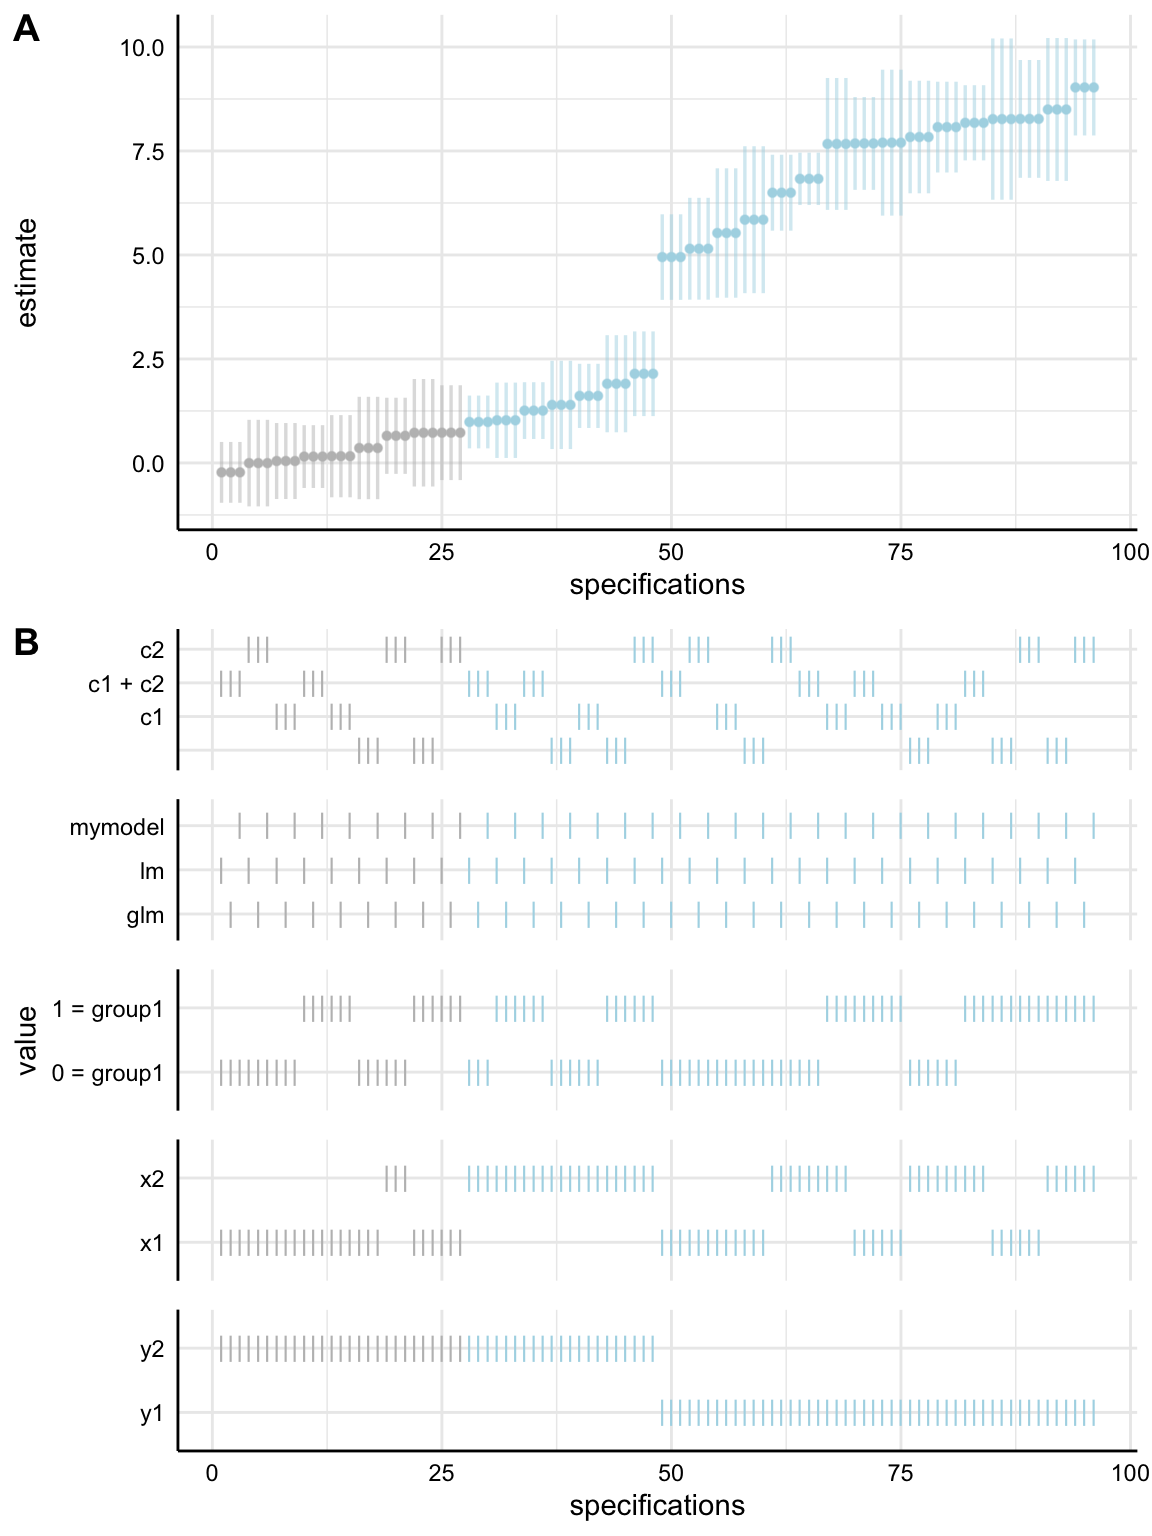 A
10.0
7.5
5.0
2.5
0.0
estimate
0 25 50 75 100
specifications
B
c2
c1 + c2
c1
mymodel
lm
glm
value
1 = group1
0 = group1
x2
x1
y2
y1
0 25 50 75 100
specifications